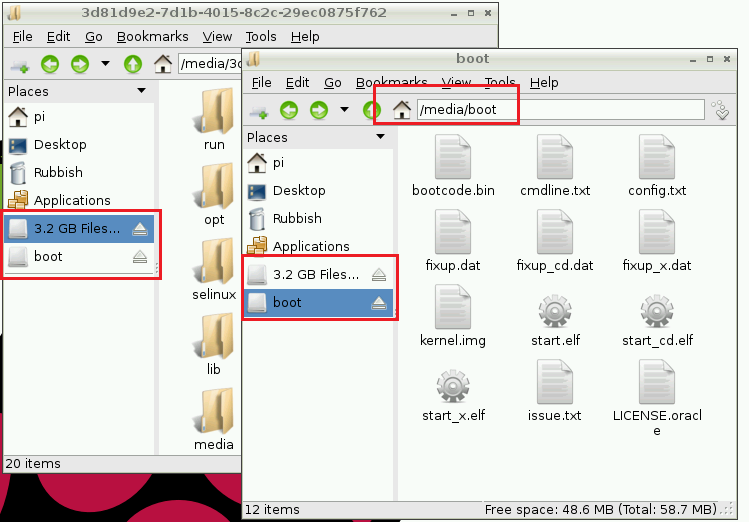 3d81d9e2-7d1b-4015-8c2c-29ec0875f762
File Edit Go Bookmarks View Tools Help
/media/3d
Places
pi
Desktop
Rubbish
Applications
3.2 GB Files...
boot
run
opt
selinux
lib
media
20 items
boot
File Edit Go Bookmarks View Tools Help
/media/boot
Places
pi
Desktop
Rubbish
Applications
3.2 GB Files...
boot
bootcode.bin cmdline.txt config.txt
fixup.dat fixup_cd.dat fixup_x.dat
kernel.img start.elf start_cd.elf
start_x.elf issue.txt LICENSE.oracl
e
12 items Free space: 48.6 MB (Total: 58.7 MB)